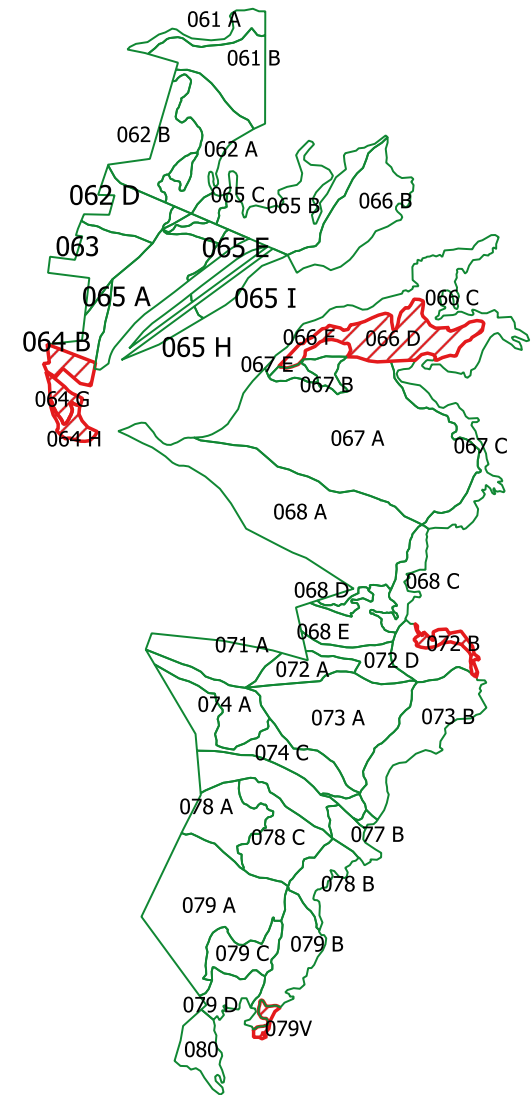 061 A
061 B
062 B
062 A
062 D
065 C
065 B
066 B
063
065 E
065 A
065 I
066 C
064 B
065 H
066 F
066 D
067 E
067 B
064 G
064 H
067 A
067 C
068 A
068 D
068 C
068 E
071 A
072 B
072 A
072 D
074 A
073 A
073 B
074 C
078 A
077 B
078 C
078 B
079 A
079 B
079 C
079 D
079V
080